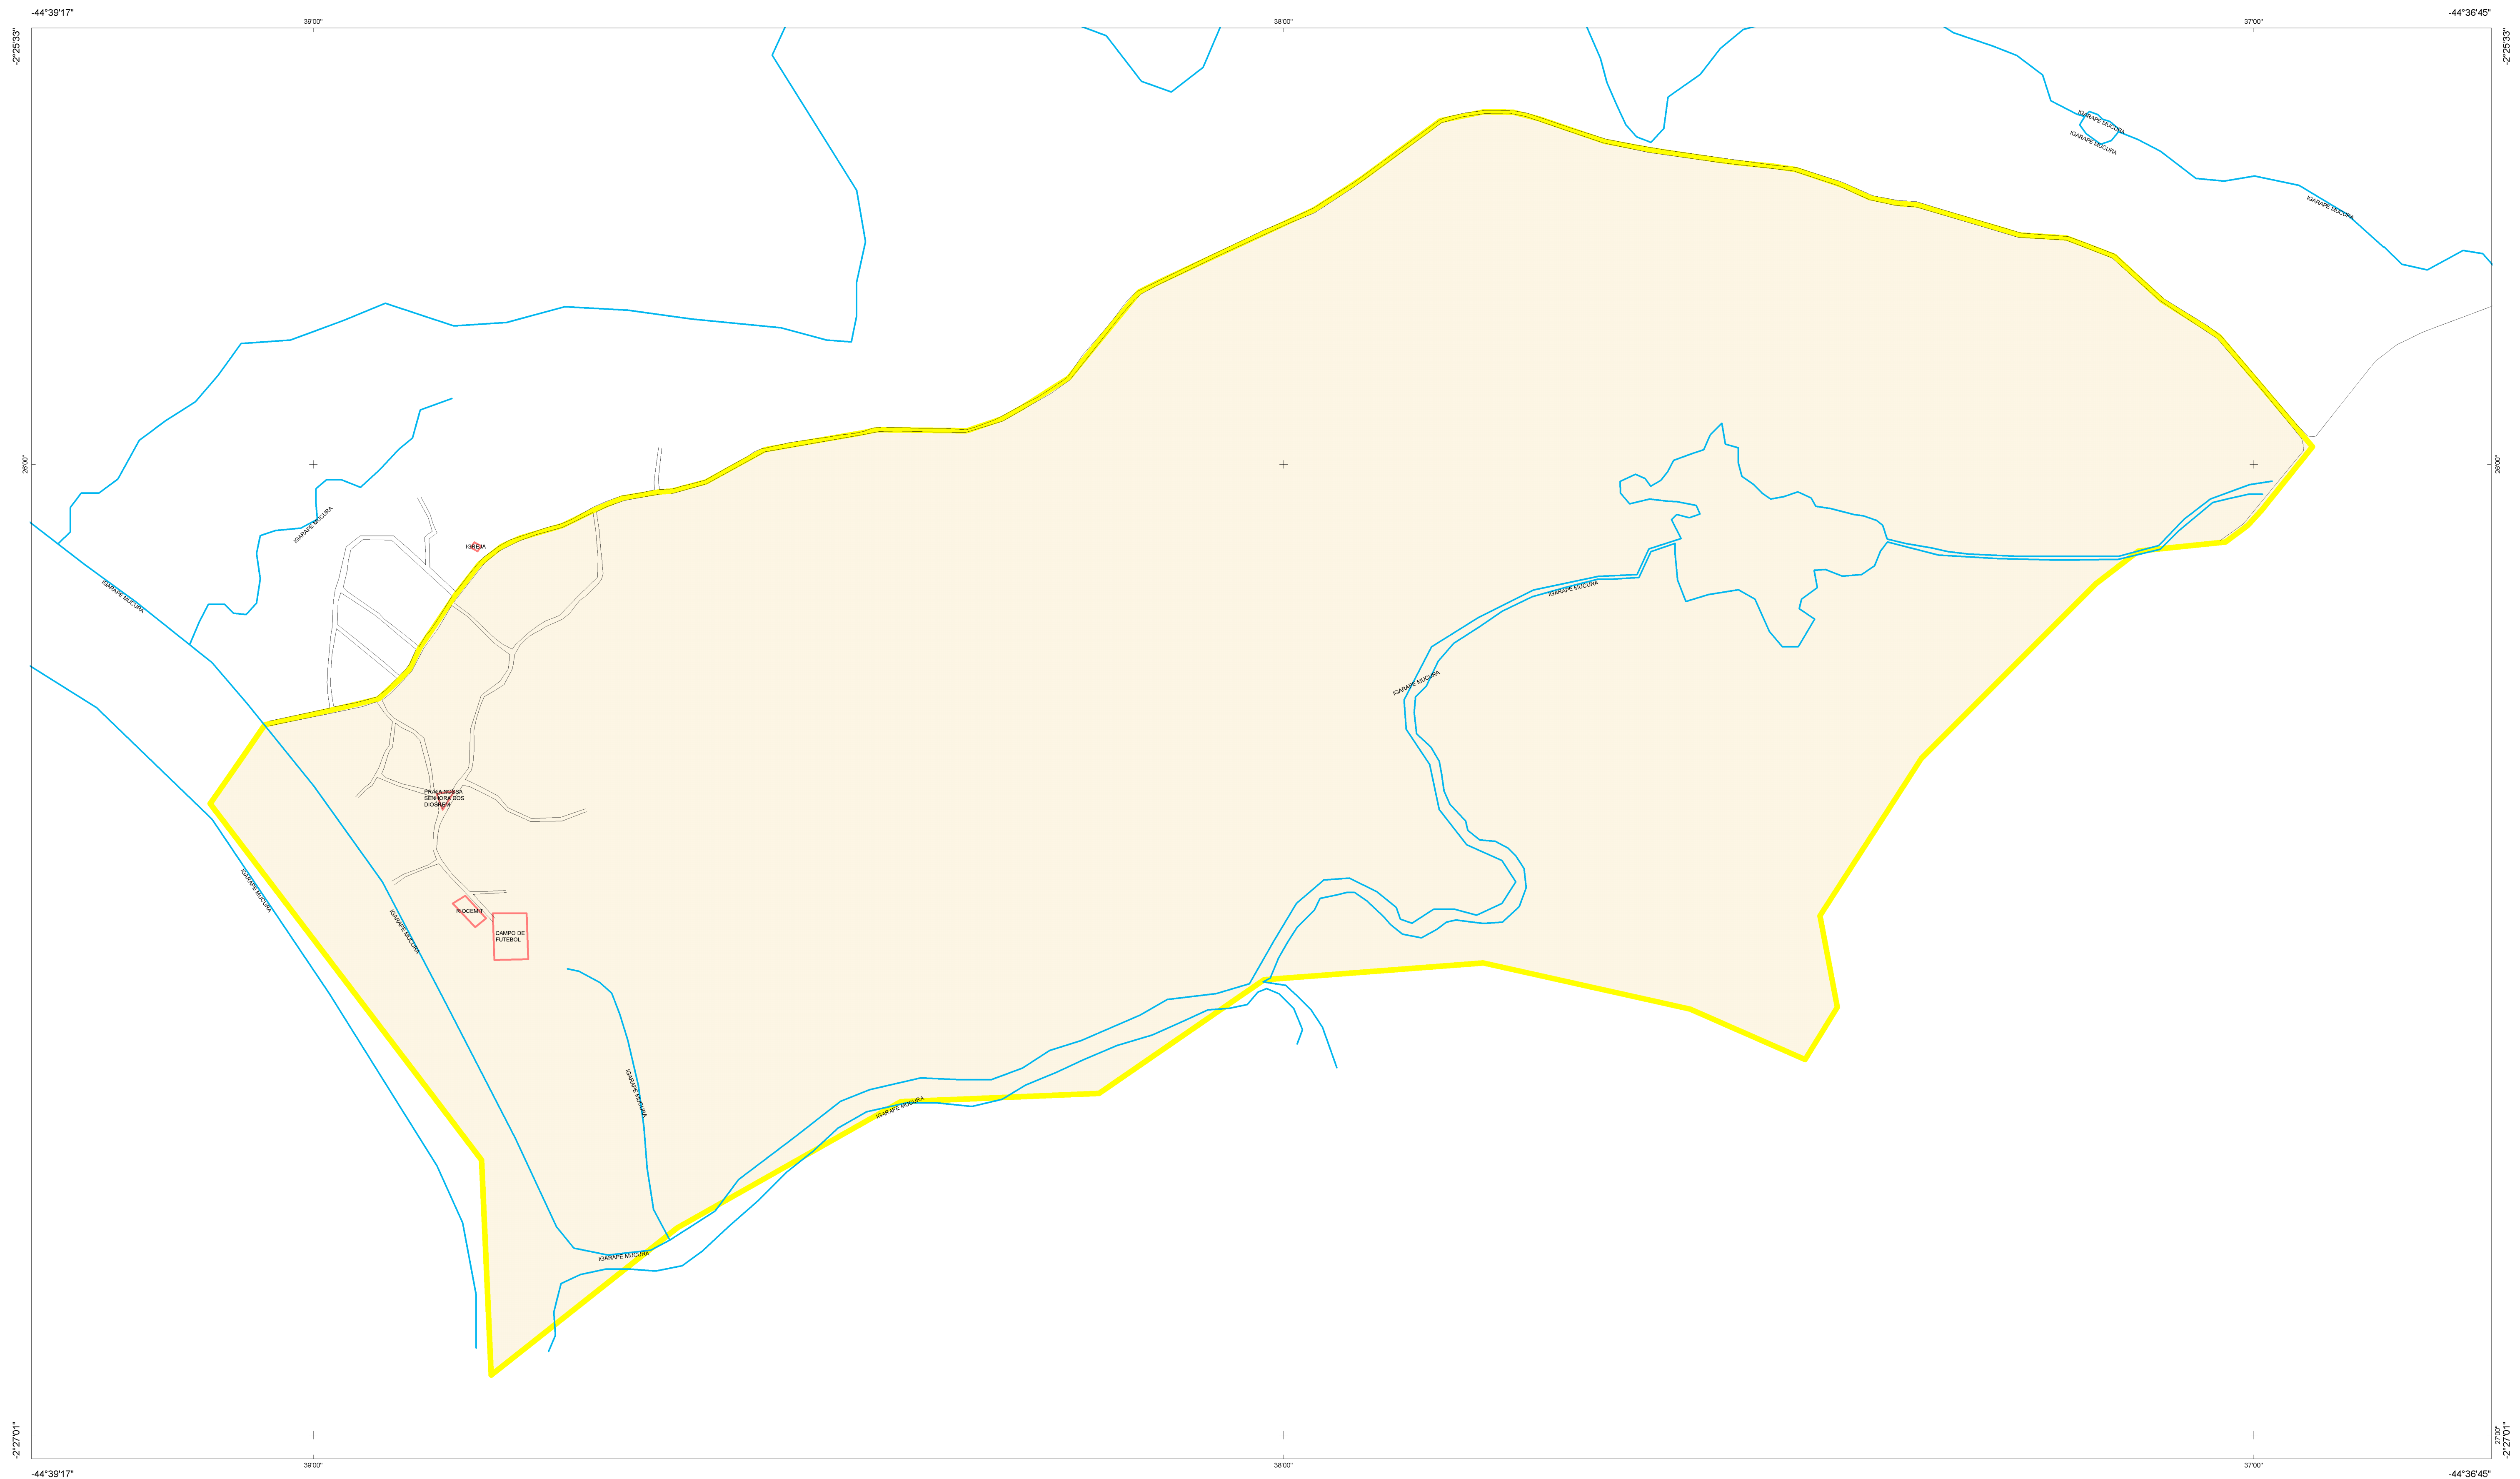 -44°39'17"
-44°36'45"
39'00"
38'00"
37'00"
-2°25'33"
-2°25'33"
IGARAPE MUCURA
IGARAPE MUCURA
IGARAPE MUCURA
26'00"
26'00"
IGARAPE MUCURA
IGREJA
IGARAPE MUCURA
IGARAPE MUCURA
IGARAPE MUCURA
PRAIA NOSSA
SENHORA DOS
IGARAPE MUCURA
IGARAPE MUCURA
RIOCEMIT
CAMPO DE
FUTEBOL
IGARAPE MUCURA
IGARAPE MUCURA
IGARAPE MUCURA
-2°27'01"
27'00"
-2°27'01"
39'00"
38'00"
37'00"
-44°39'17"
-44°36'45"